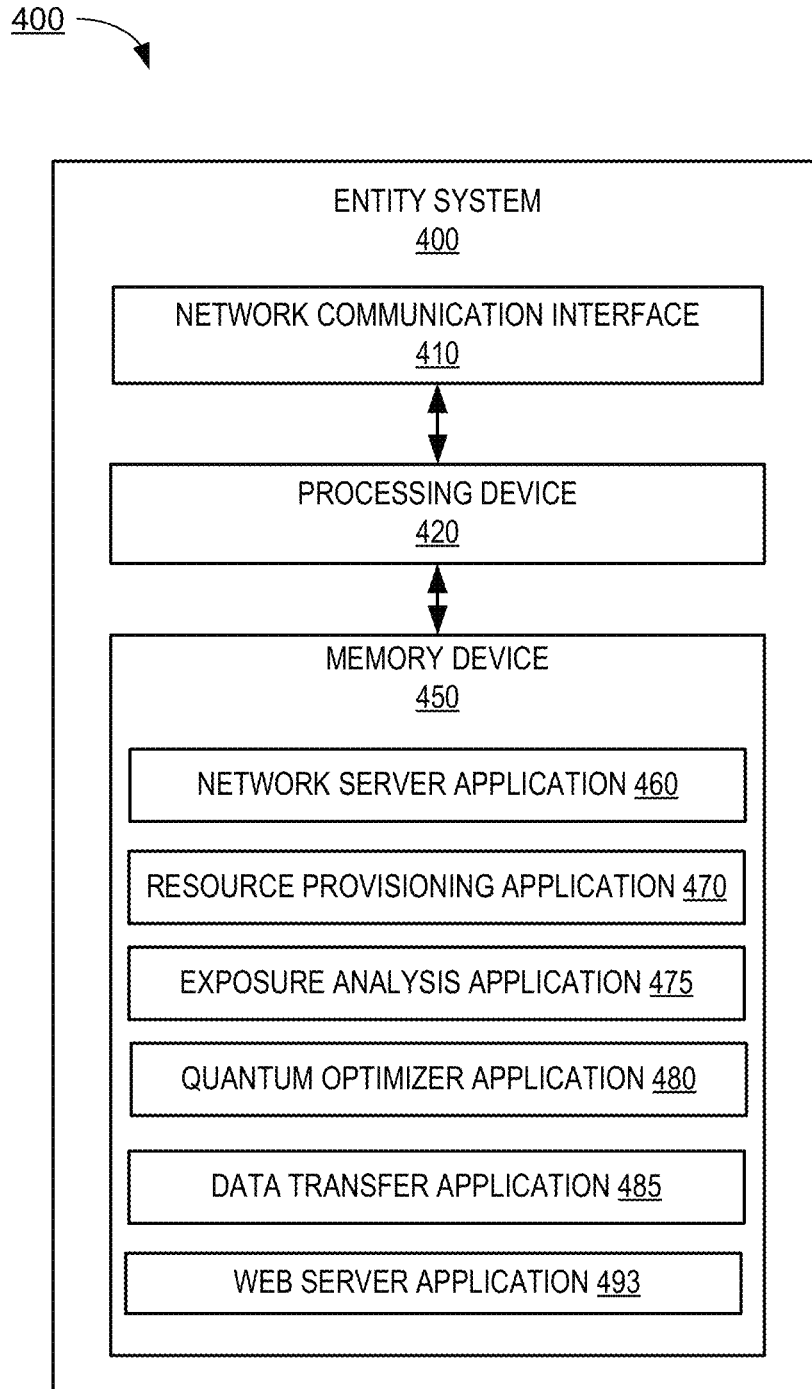 400
ENTITY SYSTEM
400
NETWORK COMMUNICATION INTERFACE
410
PROCESSING DEVICE
420
MEMORY DEVICE
450
NETWORK SERVER APPLICATION 460
RESOURCE PROVISIONING APPLICATION 470
EXPOSURE ANALYSIS APPLICATION 475
QUANTUM OPTIMIZER APPLICATION 480
DATA TRANSFER APPLICATION 485
WEB SERVER APPLICATION 493